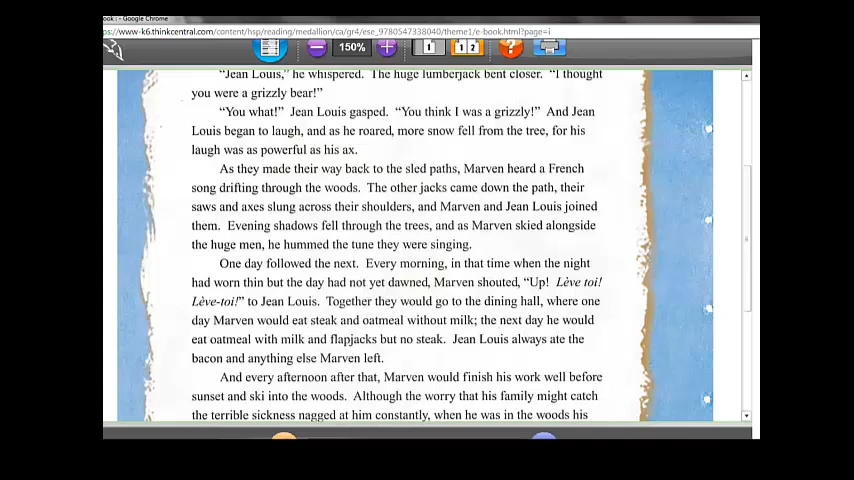 ook : - Google Chrome
ps://www-k6.thinkcentral.com/content/hsp/reading/medallion/ca/gr4/ese_9780547338040/theme1/e-book.html?page=i
150%
1
1 2
?
"Jean Louis," he whispered. The huge lumberjack bent closer. "I thought
you were a grizzly bear!"
"You what!" Jean Louis gasped. "You think I was a grizzly!" And Jean
Louis began to laugh, and as he roared, more snow fell from the tree, for his
laugh was as powerful as his ax.
As they made their way back to the sled paths, Marven heard a French
song drifting through the woods. The other jacks came down the path, their
saws and axes slung across their shoulders, and Marven and Jean Louis joined
them. Evening shadows fell through the trees, and as Marven skied alongside
the huge men, he hummed the tune they were singing.
One day followed the next. Every morning, in that time when the night
had worn thin but the day had not yet dawned, Marven shouted, "Up! Lève toi!
Lève-toi!" to Jean Louis. Together they would go to the dining hall, where one
day Marven would eat steak and oatmeal without milk; the next day he would
eat oatmeal with milk and flapjacks but no steak. Jean Louis always ate the
bacon and anything else Marven left.
And every afternoon after that, Marven would finish his work well before
sunset and ski into the woods. Although the worry that his family might catch
the terrible sickness nagged at him constantly, when he was in the woods his